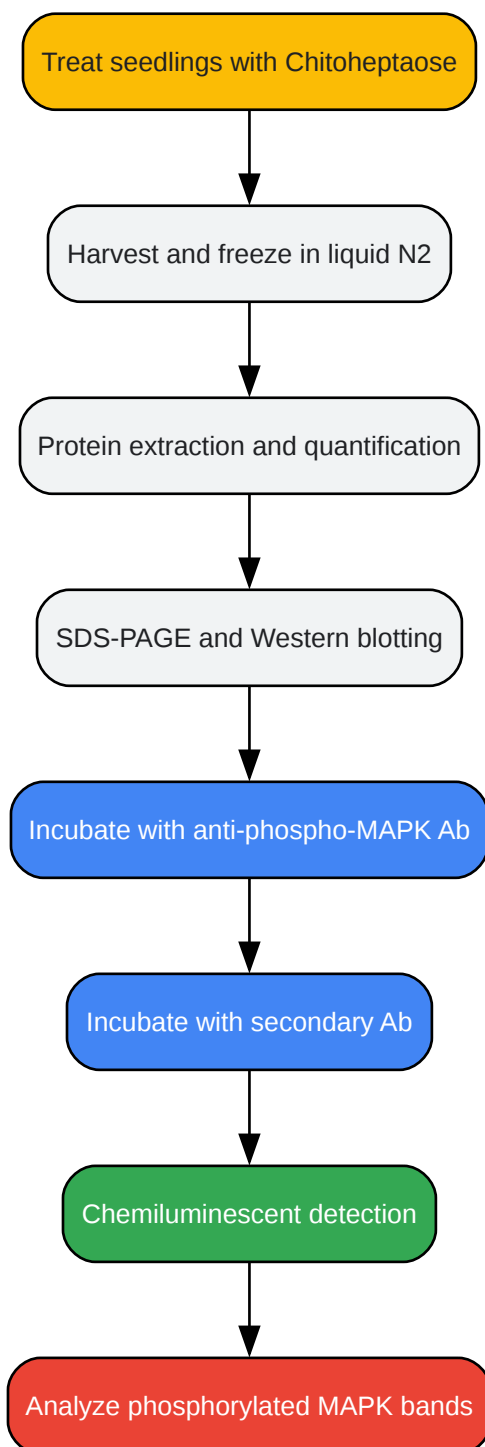 Treat seedlings with Chitoheptaose
Harvest and freeze in liquid N2
Protein extraction and quantification
SDS-PAGE and Western blotting
Incubate with anti-phospho-MAPK Ab
Incubate with secondary Ab
Chemiluminescent detection
Analyze phosphorylated MAPK bands